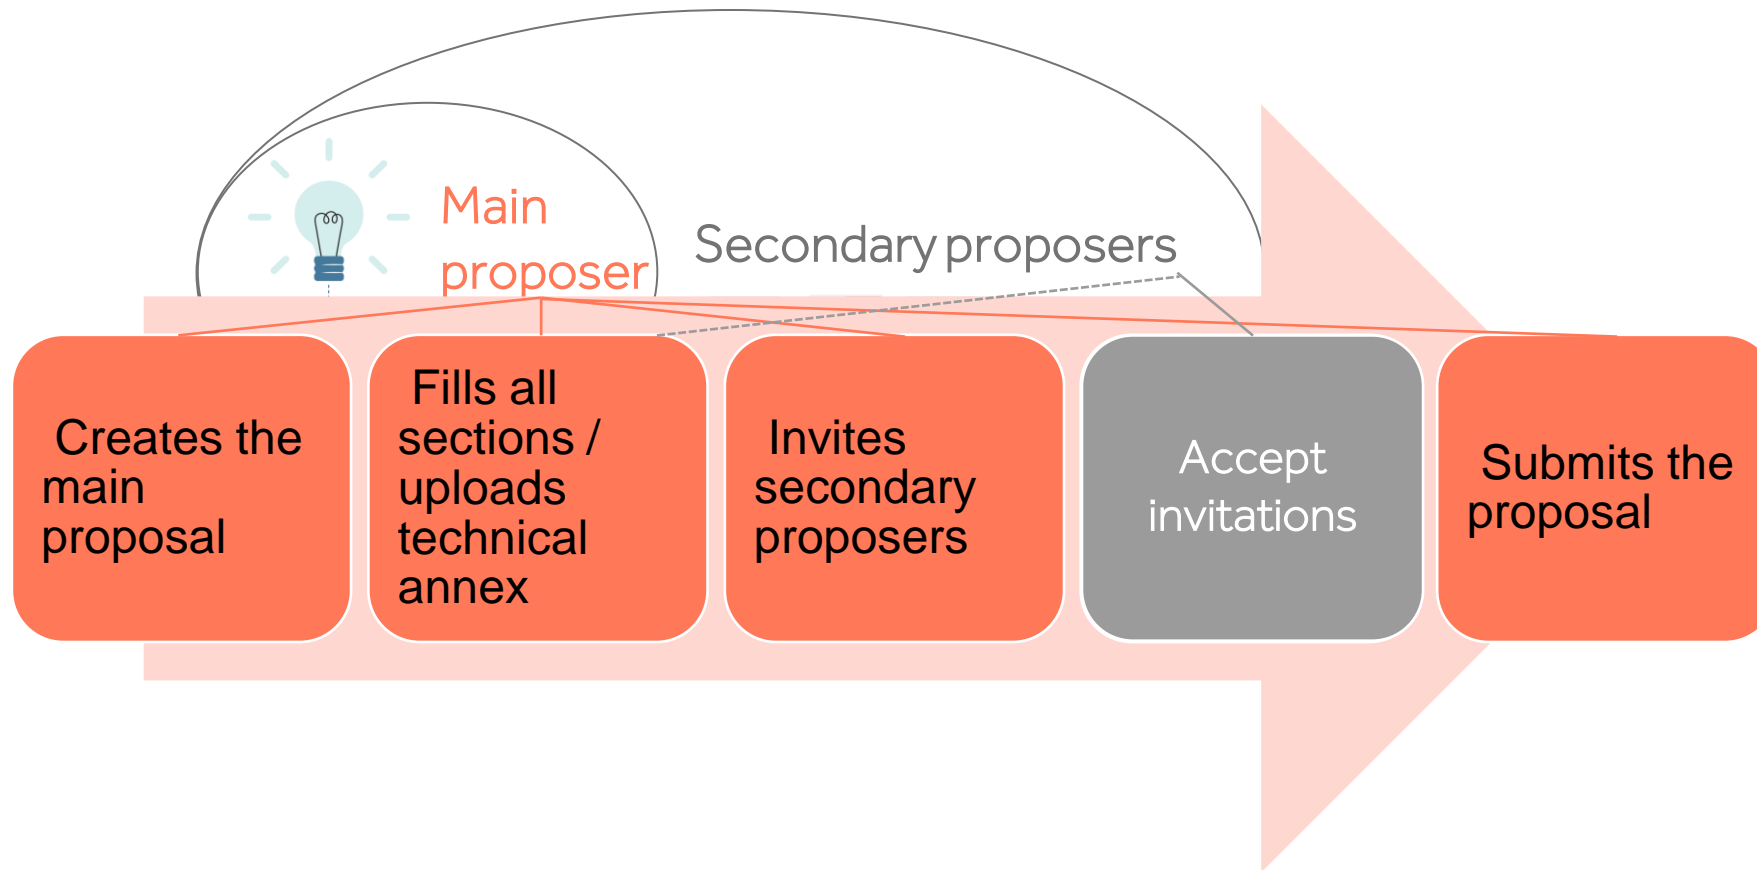 Main
proposer
Secondary proposers
Creates the
main
proposal
Fills all
sections /
uploads
technical
annex
Invites
secondary
proposers
Accept
invitations
Submits the
proposal